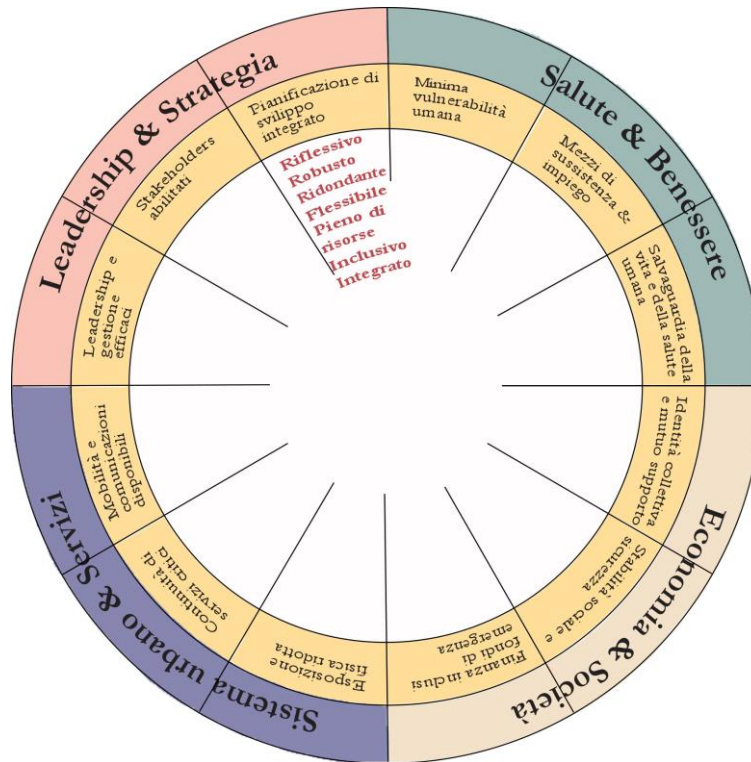 Leadership & Strategia
Salute & Benessere
Economia & Società
Sistema urbano & Servizi
Pianificazione di
sviluppo
integrato
Minima
vulnerabilità
umana
Mezzi di
sussistenza &
impiego
Salvaguardia della
vita e della salute
umana
Identità collettiva
e mutuo supporto
Stabilità sociale e
sicurezza
Finanza inclusi
fondi di
emergenza
Esposizione
fisica ridotta
Continuità di
servizi critici
Mobilità e
comunicazioni
disponibili
Leadership e
gestione
efficaci
Stakeholders
abilitati
Riflessivo
Robusto
Ridondante
Flessibile
Pieno di
risorse
Inclusivo
Integrato